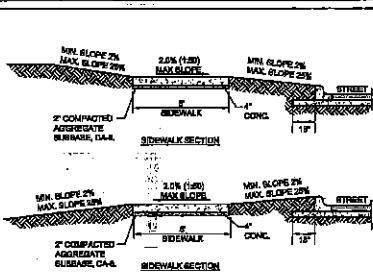 MIN. SLOPE 2%
MAX. SLOPE 25%
2.0% (1:50)
MAX SLOPE
MIN. SLOPE 2%
MAX. SLOPE 25%
STREET
5'
SIDEWALK
4"
CONC.
18"
2" COMPACTED
AGGREGATE
SUBBASE, CA-6.
SIDEWALK SECTION
MIN. SLOPE 2%
MAX. SLOPE 25%
2.0% (1:50)
MAX SLOPE
MIN. SLOPE 2%
MAX. SLOPE 25%
STREET
SIDEWALK
4"
CONC.
18"
2" COMPACTED
AGGREGATE
SUBBASE, CA-6.
SIDEWALK SECTION